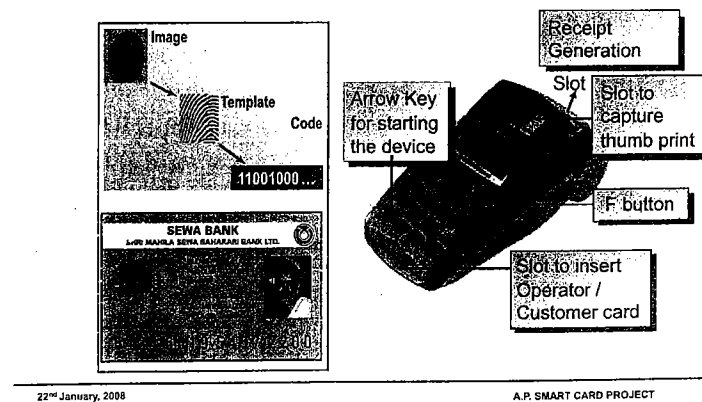 Image
Template
Code
11001000...
SEWA BANK
SHRI MAHILA SEWA SAHAKARI BANK LTD.
Receipt
Generation
Slot
Arrow Key
for starting
the device
Slot to
capture
thumb print
F button
Slot to insert
Operator /
Customer card
22nd January, 2008
A.P. SMART CARD PROJECT